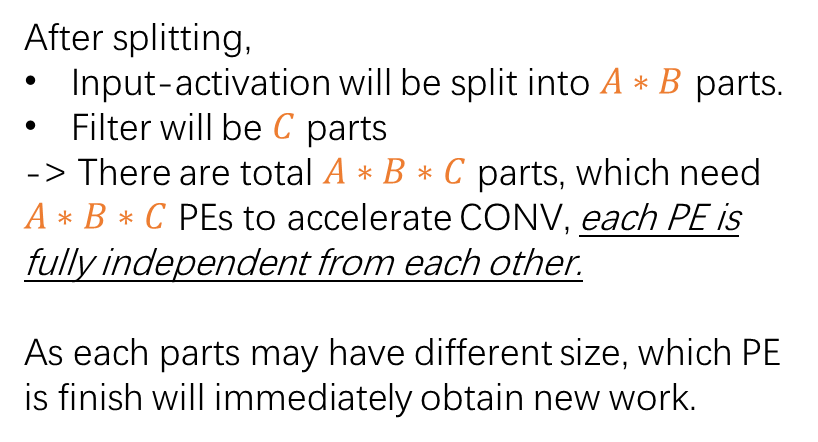 After splitting,
• Input-activation will be split into A * B parts.
• Filter will be C parts
-> There are total A * B * C parts, which need
A * B * C PEs to accelerate CONV, each PE is
fully independent from each other.
As each parts may have different size, which PE
is finish will immediately obtain new work.